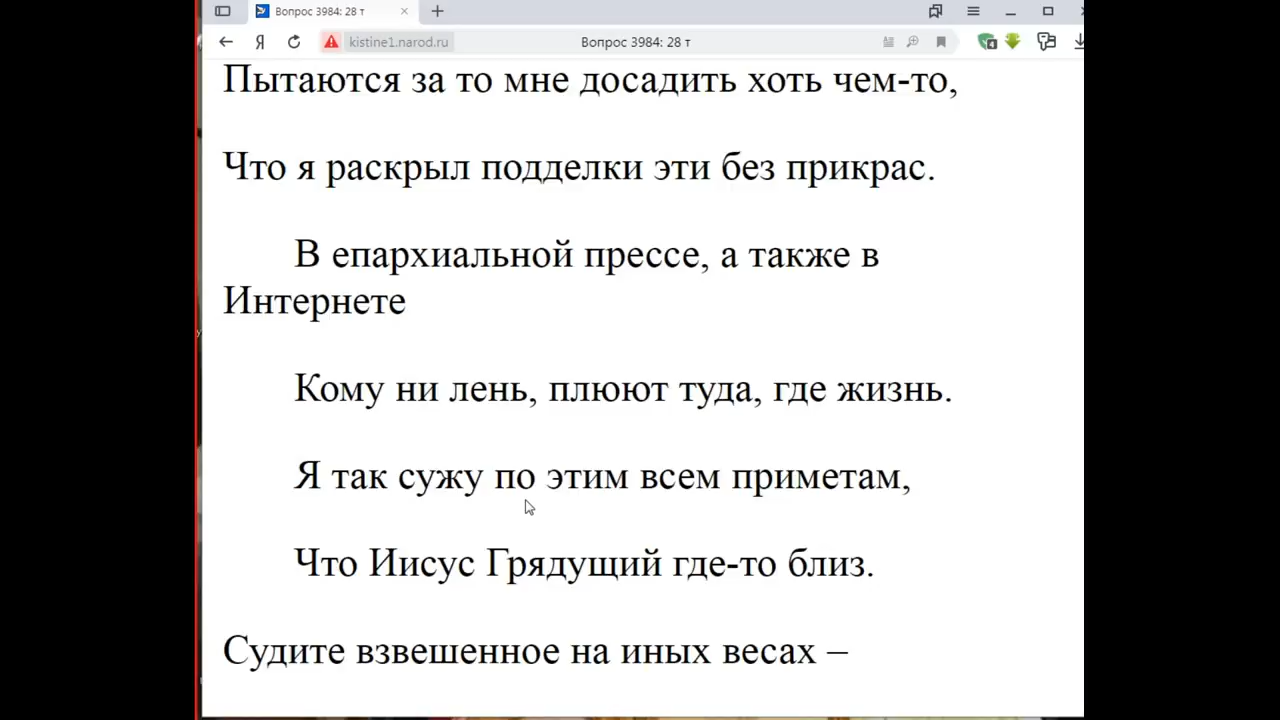 Вопрос 3984: 28 т
kistine1.narod.ru
Вопрос 3984: 28 т
Пытаются за то мне досадить хоть чем-то,
Что я раскрыл подделки эти без прикрас.
В епархиальной прессе, а также в
Интернете
Кому ни лень, плюют туда, где жизнь.
Я так сужу по этим всем приметам,
Что Иисус Грядущий где-то близ.
Судите взвешенное на иных весах –